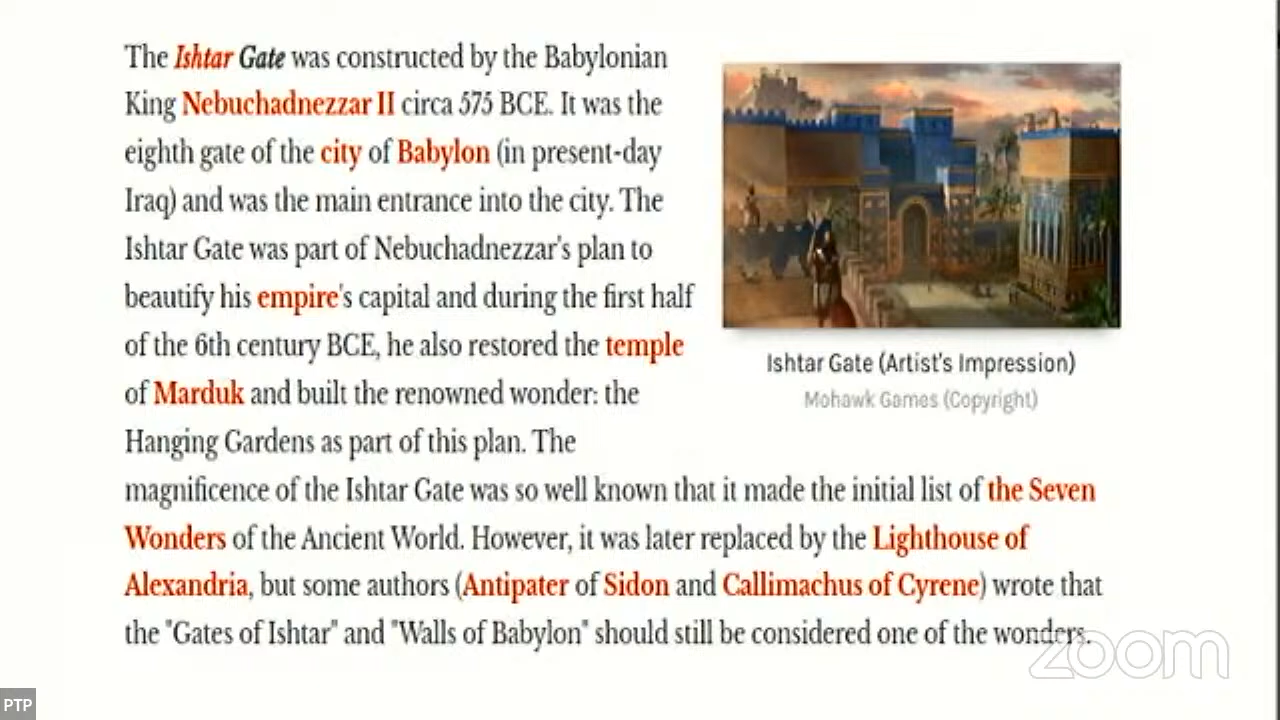 The Ishtar Gate was constructed by the Babylonian
King Nebuchadnezzar II circa 575 BCE. It was the
eighth gate of the city of Babylon (in present-day
Iraq) and was the main entrance into the city. The
Ishtar Gate was part of Nebuchadnezzar's plan to
beautify his empire's capital and during the first half
of the 6th century BCE, he also restored the temple
of Marduk and built the renowned wonder: the
Hanging Gardens as part of this plan. The
magnificence of the Ishtar Gate was so well known that it made the initial list of the Seven
Wonders of the Ancient World. However, it was later replaced by the Lighthouse of
Alexandria, but some authors (Antipater of Sidon and Callimachus of Cyrene) wrote that
the "Gates of Ishtar" and "Walls of Babylon" should still be considered one of the wonders.
Ishtar Gate (Artist's Impression)
Mohawk Games (Copyright)
zoom
PTP